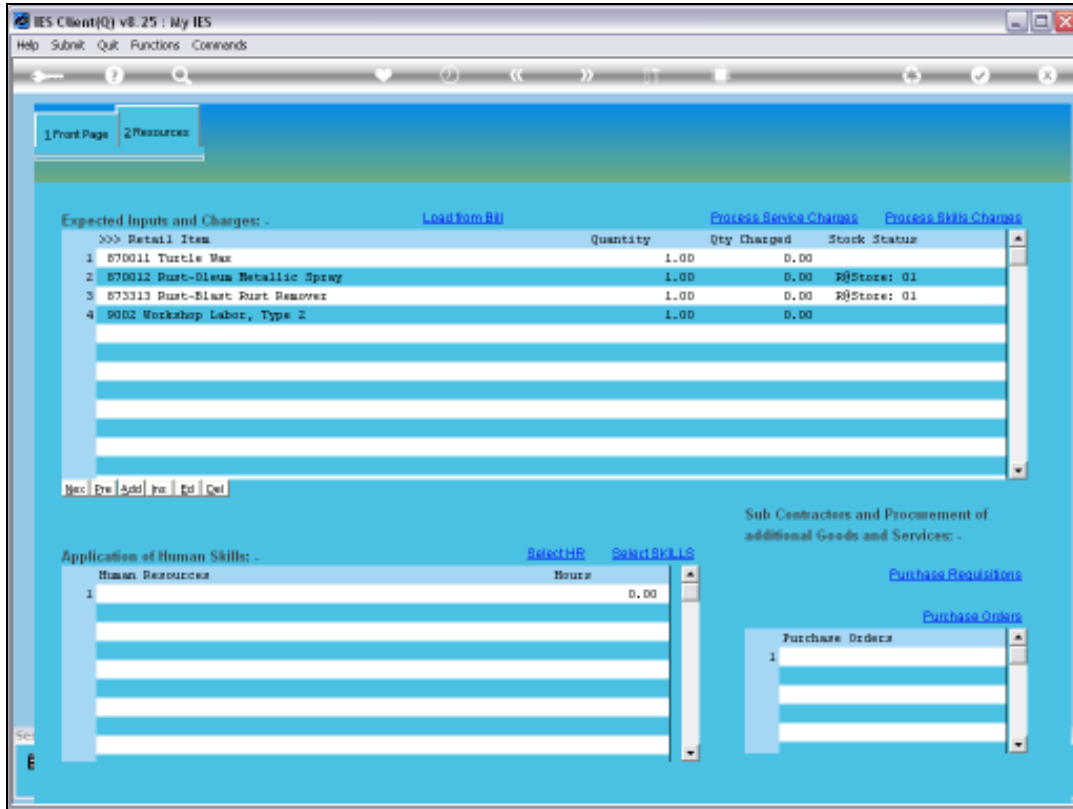 IES Client(Q) v8.25 : My IES
Help Submit Quit Functions Commands
1 Front Page 2 Resources
Expected Inputs and Charges: - Load from Bill Process Service Charges Process Skills Charges
>>> Retail Item Quantity Qty Charged Stock Status
1 870011 Turtle Wax 1.00 0.00
2 870012 Rust-Oleum Metallic Spray 1.00 0.00 R@Store: 01
3 873313 Rust-Blast Rust Remover 1.00 0.00 R@Store: 01
4 9002 Workshop Labor, Type 2 1.00 0.00
Nex Pre Add Ins Ed Del
Sub Contractors and Procurement of
additional Goods and Services: -
Application of Human Skills: - Select HR Select SKILLS
Human Resources Hours
Purchase Requisitions
1 0.00
Purchase Orders
Purchase Orders
1